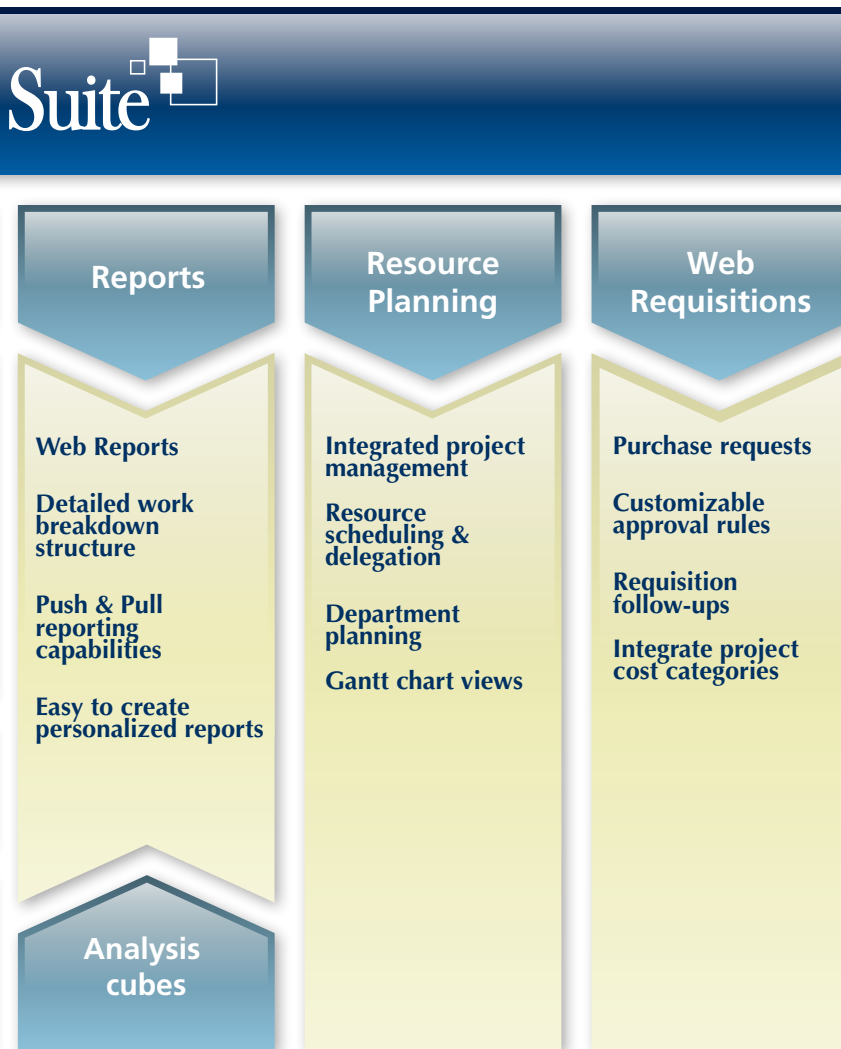 Suite
Reports
Web Reports
Detailed work
breakdown
structure
Push & Pull
reporting
capabilities
Easy to create
personalized reports
Analysis
cubes
Resource
Planning
Integrated project
management
Resource
scheduling &
delegation
Department
planning
Gantt chart views
Web
Requisitions
Purchase requests
Customizable
approval rules
Requisition
follow-ups
Integrate project
cost categories